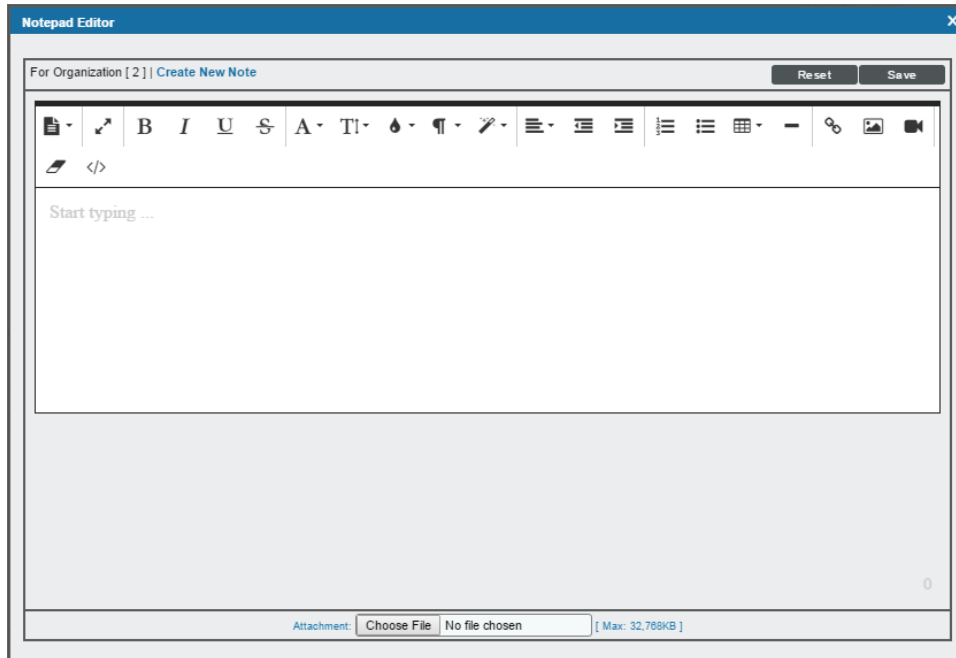 Notepad Editor
For Organization [ 2 ] | Create New Note
Reset Save
B I U S A TI ¶
</>
Start typing ...
0
Attachment: Choose File No file chosen [ Max: 32,768KB ]